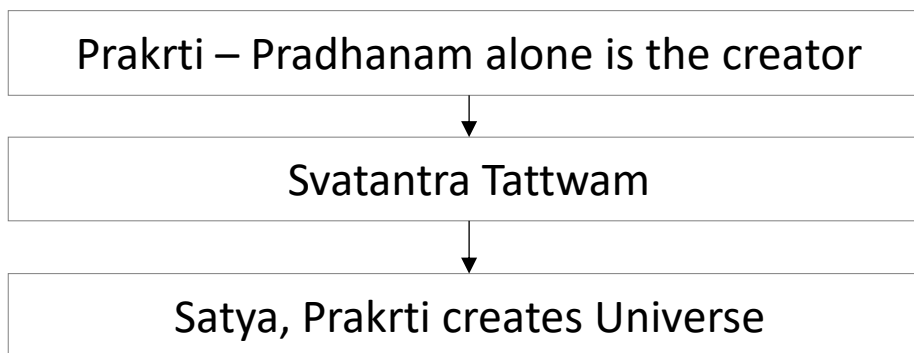 Prakrti – Pradhanam alone is the creator
Svatantra Tattwam
Satya, Prakrti creates Universe